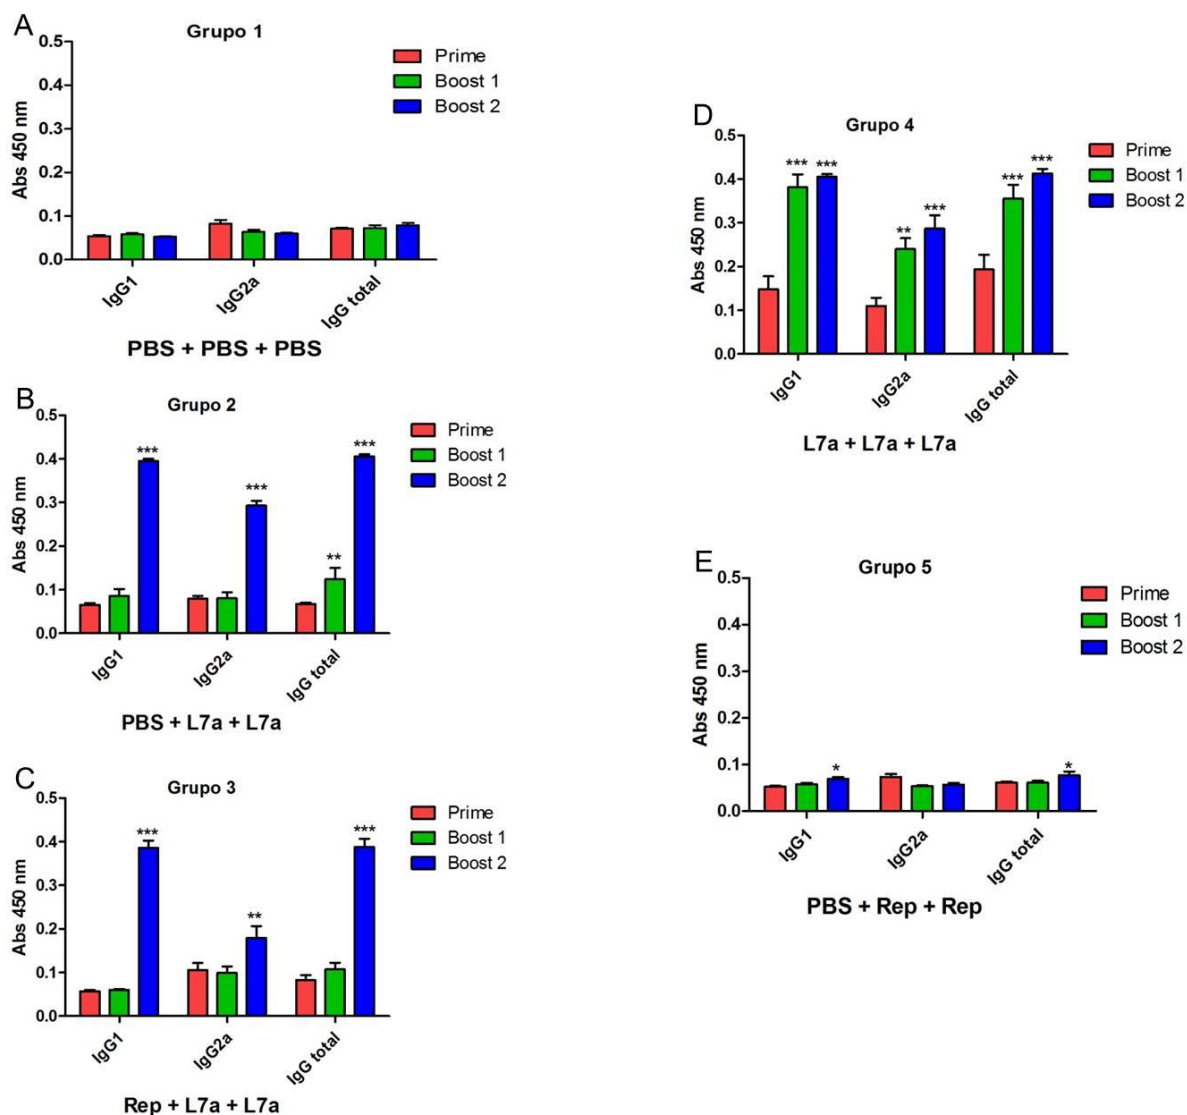 A
Grupo 1
0.5
0.4
0.3
0.2
0.1
0.0
Abs 450 nm
Prime
Boost 1
Boost 2
IgG1
IgG2a
IgG total
PBS + PBS + PBS
B
Grupo 2
0.5
0.4
0.3
0.2
0.1
0.0
Abs 450 nm
Prime
Boost 1
Boost 2
***
***
**
***
IgG1
IgG2a
IgG total
PBS + L7a + L7a
C
Grupo 3
0.5
0.4
0.3
0.2
0.1
0.0
Abs 450 nm
Prime
Boost 1
Boost 2
***
**
***
IgG1
IgG2a
IgG total
Rep + L7a + L7a
D
Grupo 4
0.5
0.4
0.3
0.2
0.1
0.0
Abs 450 nm
Prime
Boost 1
Boost 2
*** ***
** ***
*** ***
IgG1
IgG2a
IgG total
L7a + L7a + L7a
E
Grupo 5
0.5
0.4
0.3
0.2
0.1
0.0
Abs 450 nm
Prime
Boost 1
Boost 2
*
*
IgG1
IgG2a
IgG total
PBS + Rep + Rep